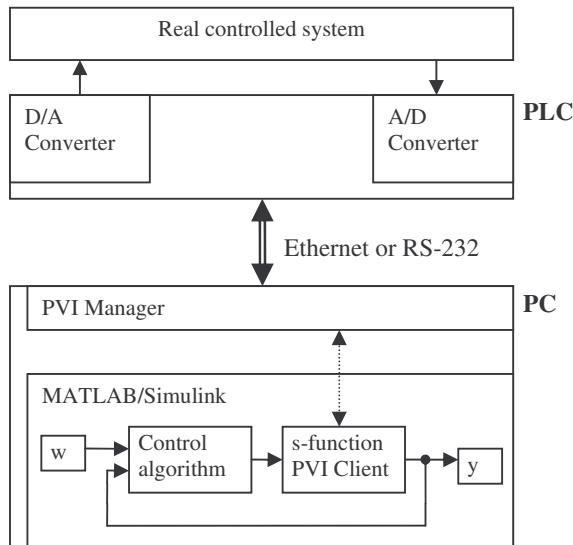 Real controlled system
D/A
Converter
A/D
Converter
PLC
Ethernet or RS-232
PVI Manager
PC
MATLAB/Simulink
w
Control
algorithm
s-function
PVI Client
y